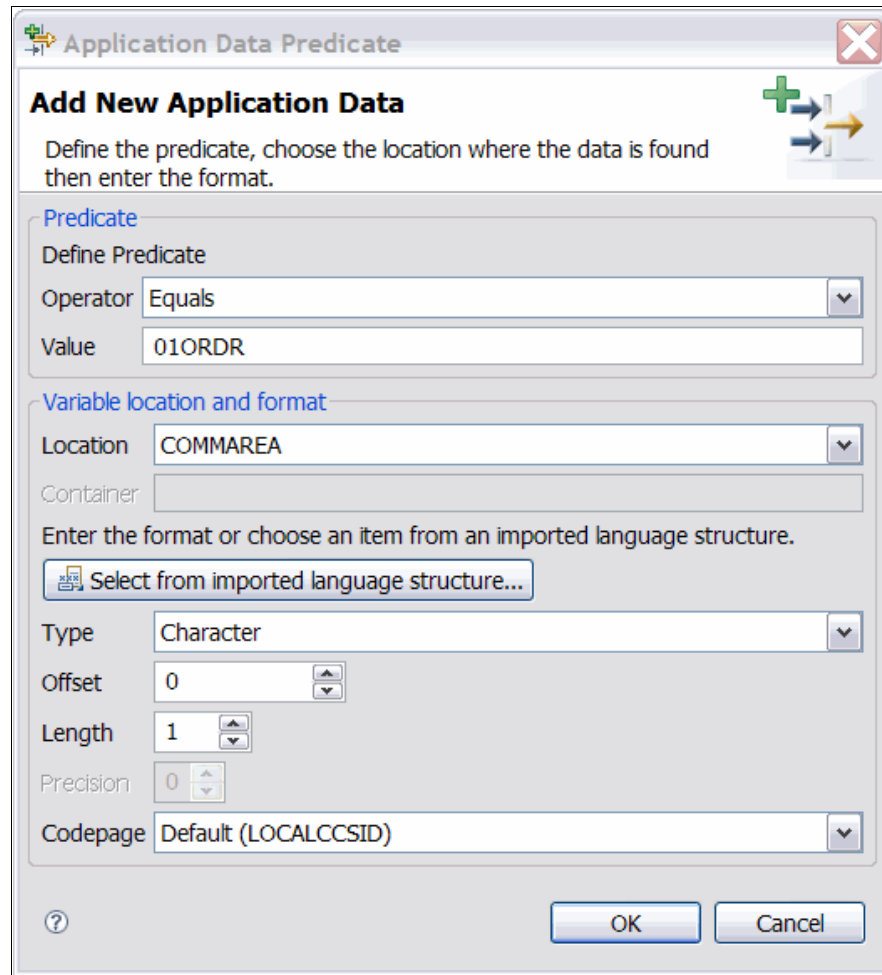 Application Data Predicate
Add New Application Data
Define the predicate, choose the location where the data is found
then enter the format.
Predicate
Define Predicate
Operator Equals
Value 01ORDR
Variable location and format
Location COMMAREA
Container
Enter the format or choose an item from an imported language structure.
Select from imported language structure...
Type Character
Offset 0
Length 1
Precision 0
Codepage Default (LOCALCCSID)
? OK Cancel